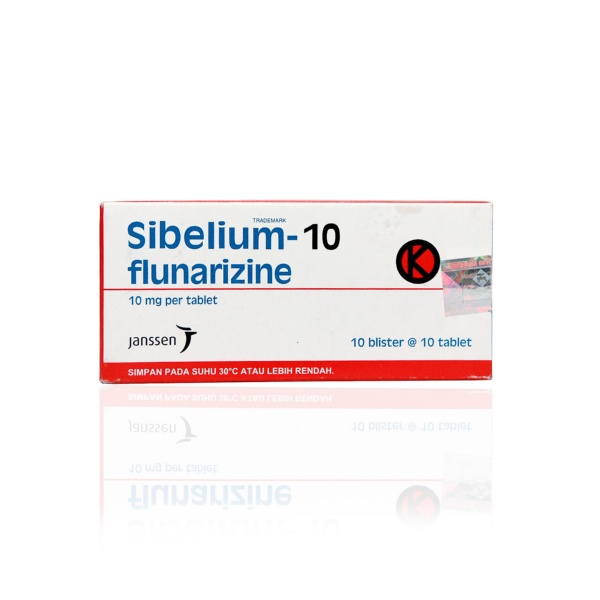 TRADEMARK
Sibelium-10
flunarizine
10 mg per tablet
K
janssen
10 blister @ 10 tablet
SIMPAN PADA SUHU 30°C ATAU LEBIH RENDAH.